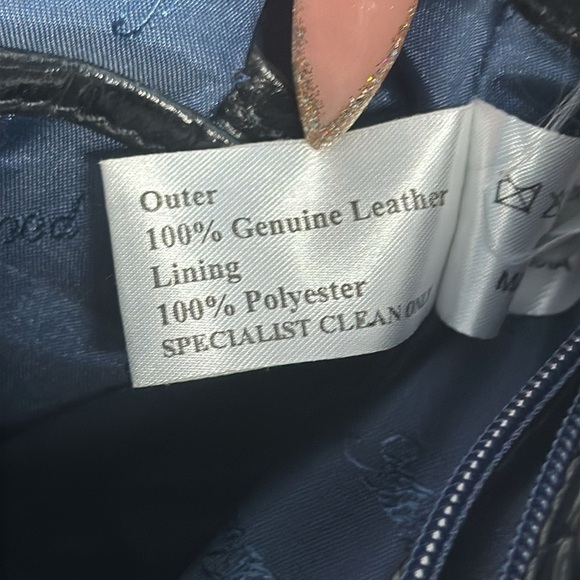 Outer
100% Genuine Leather
Lining
100% Polyester
SPECIALIST CLEAN ONLY